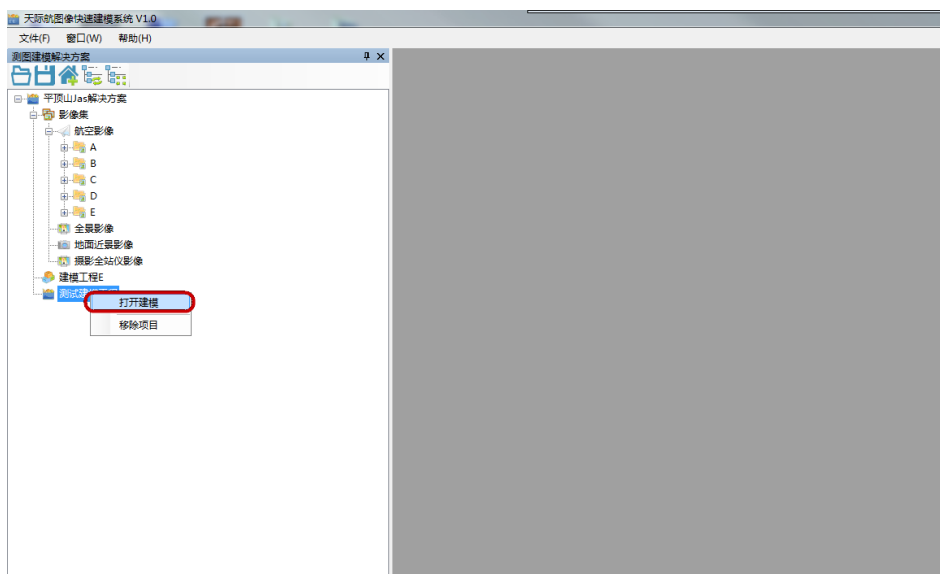 天际航图像快速建模系统 V1.0
文件(F) 窗口(W) 帮助(H)
测图建模解决方案
平顶山Jas解决方案
影像集
航空影像
A
B
C
D
E
全景影像
地面近景影像
摄影全站仪影像
建模工程E
测试建
打开建模
移除项目